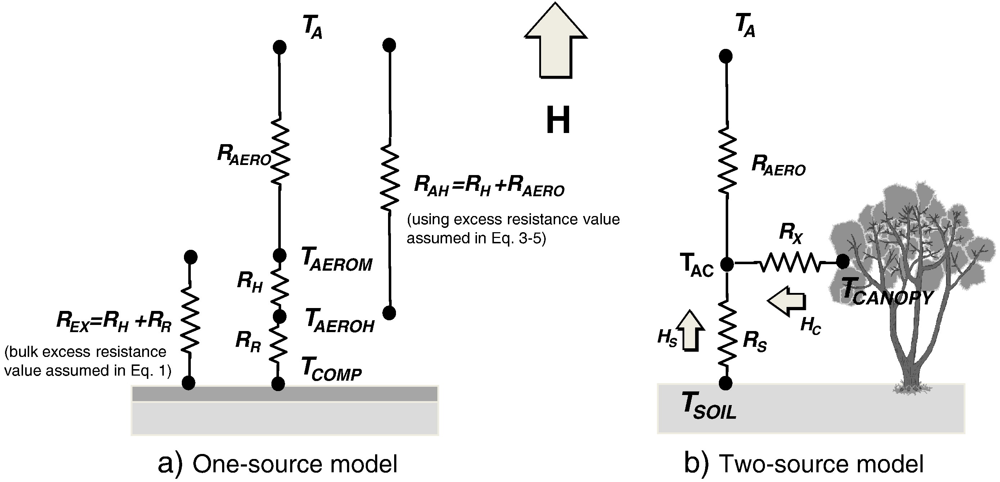 T_A
R_AERO
R_AH =R_H +R_AERO
(using excess resistance value
assumed in Eq. 3-5)
T_AEROM
R_H
R_EX=R_H +R_R
(bulk excess resistance
value assumed in Eq. 1)
T_AEROH
R_R
T_COMP
a) One-source model
H
T_A
R_AERO
R_X
T_AC
T_CANOPY
H_C
H_S
R_S
T_SOIL
b) Two-source model